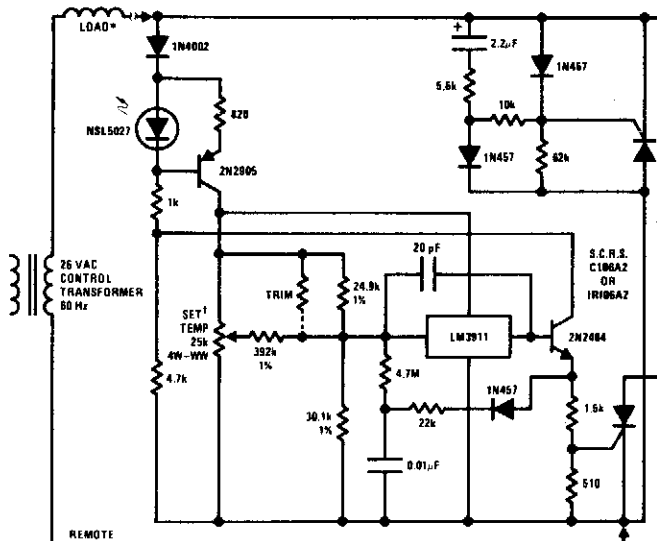 LOAD*
1N4002
+
2.2μF
5.6k
1N457
10k
820
NSL5027
1N457
62k
2N2905
1k
20 pF
S.C.R.S.
C106A2
OR
IR106A2
26 VAC
CONTROL
TRANSFORMER
60 Hz
TRIM
24.9k
1%
SET†
TEMP
25k
4W-WW
392k
1%
LM3911
2N2484
4.7k
4.7M
1N457
30.1k
1%
22k
1.5k
0.01μF
510
REMOTE